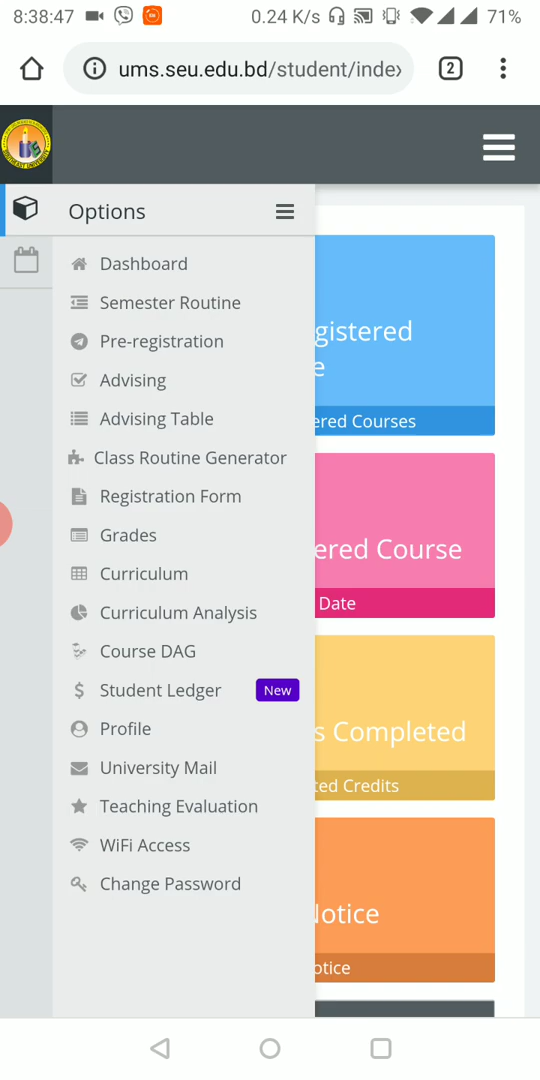 8:38:47
0.24 K/s
71%
ums.seu.edu.bd/student/index
2
Options
Dashboard
Semester Routine
Pre-registration
Advising
Advising Table
Class Routine Generator
Registration Form
Grades
Curriculum
Curriculum Analysis
Course DAG
Student Ledger New
Profile
University Mail
Teaching Evaluation
WiFi Access
Change Password
gistered
e
ered Courses
ered Course
Date
s Completed
ted Credits
Notice
otice